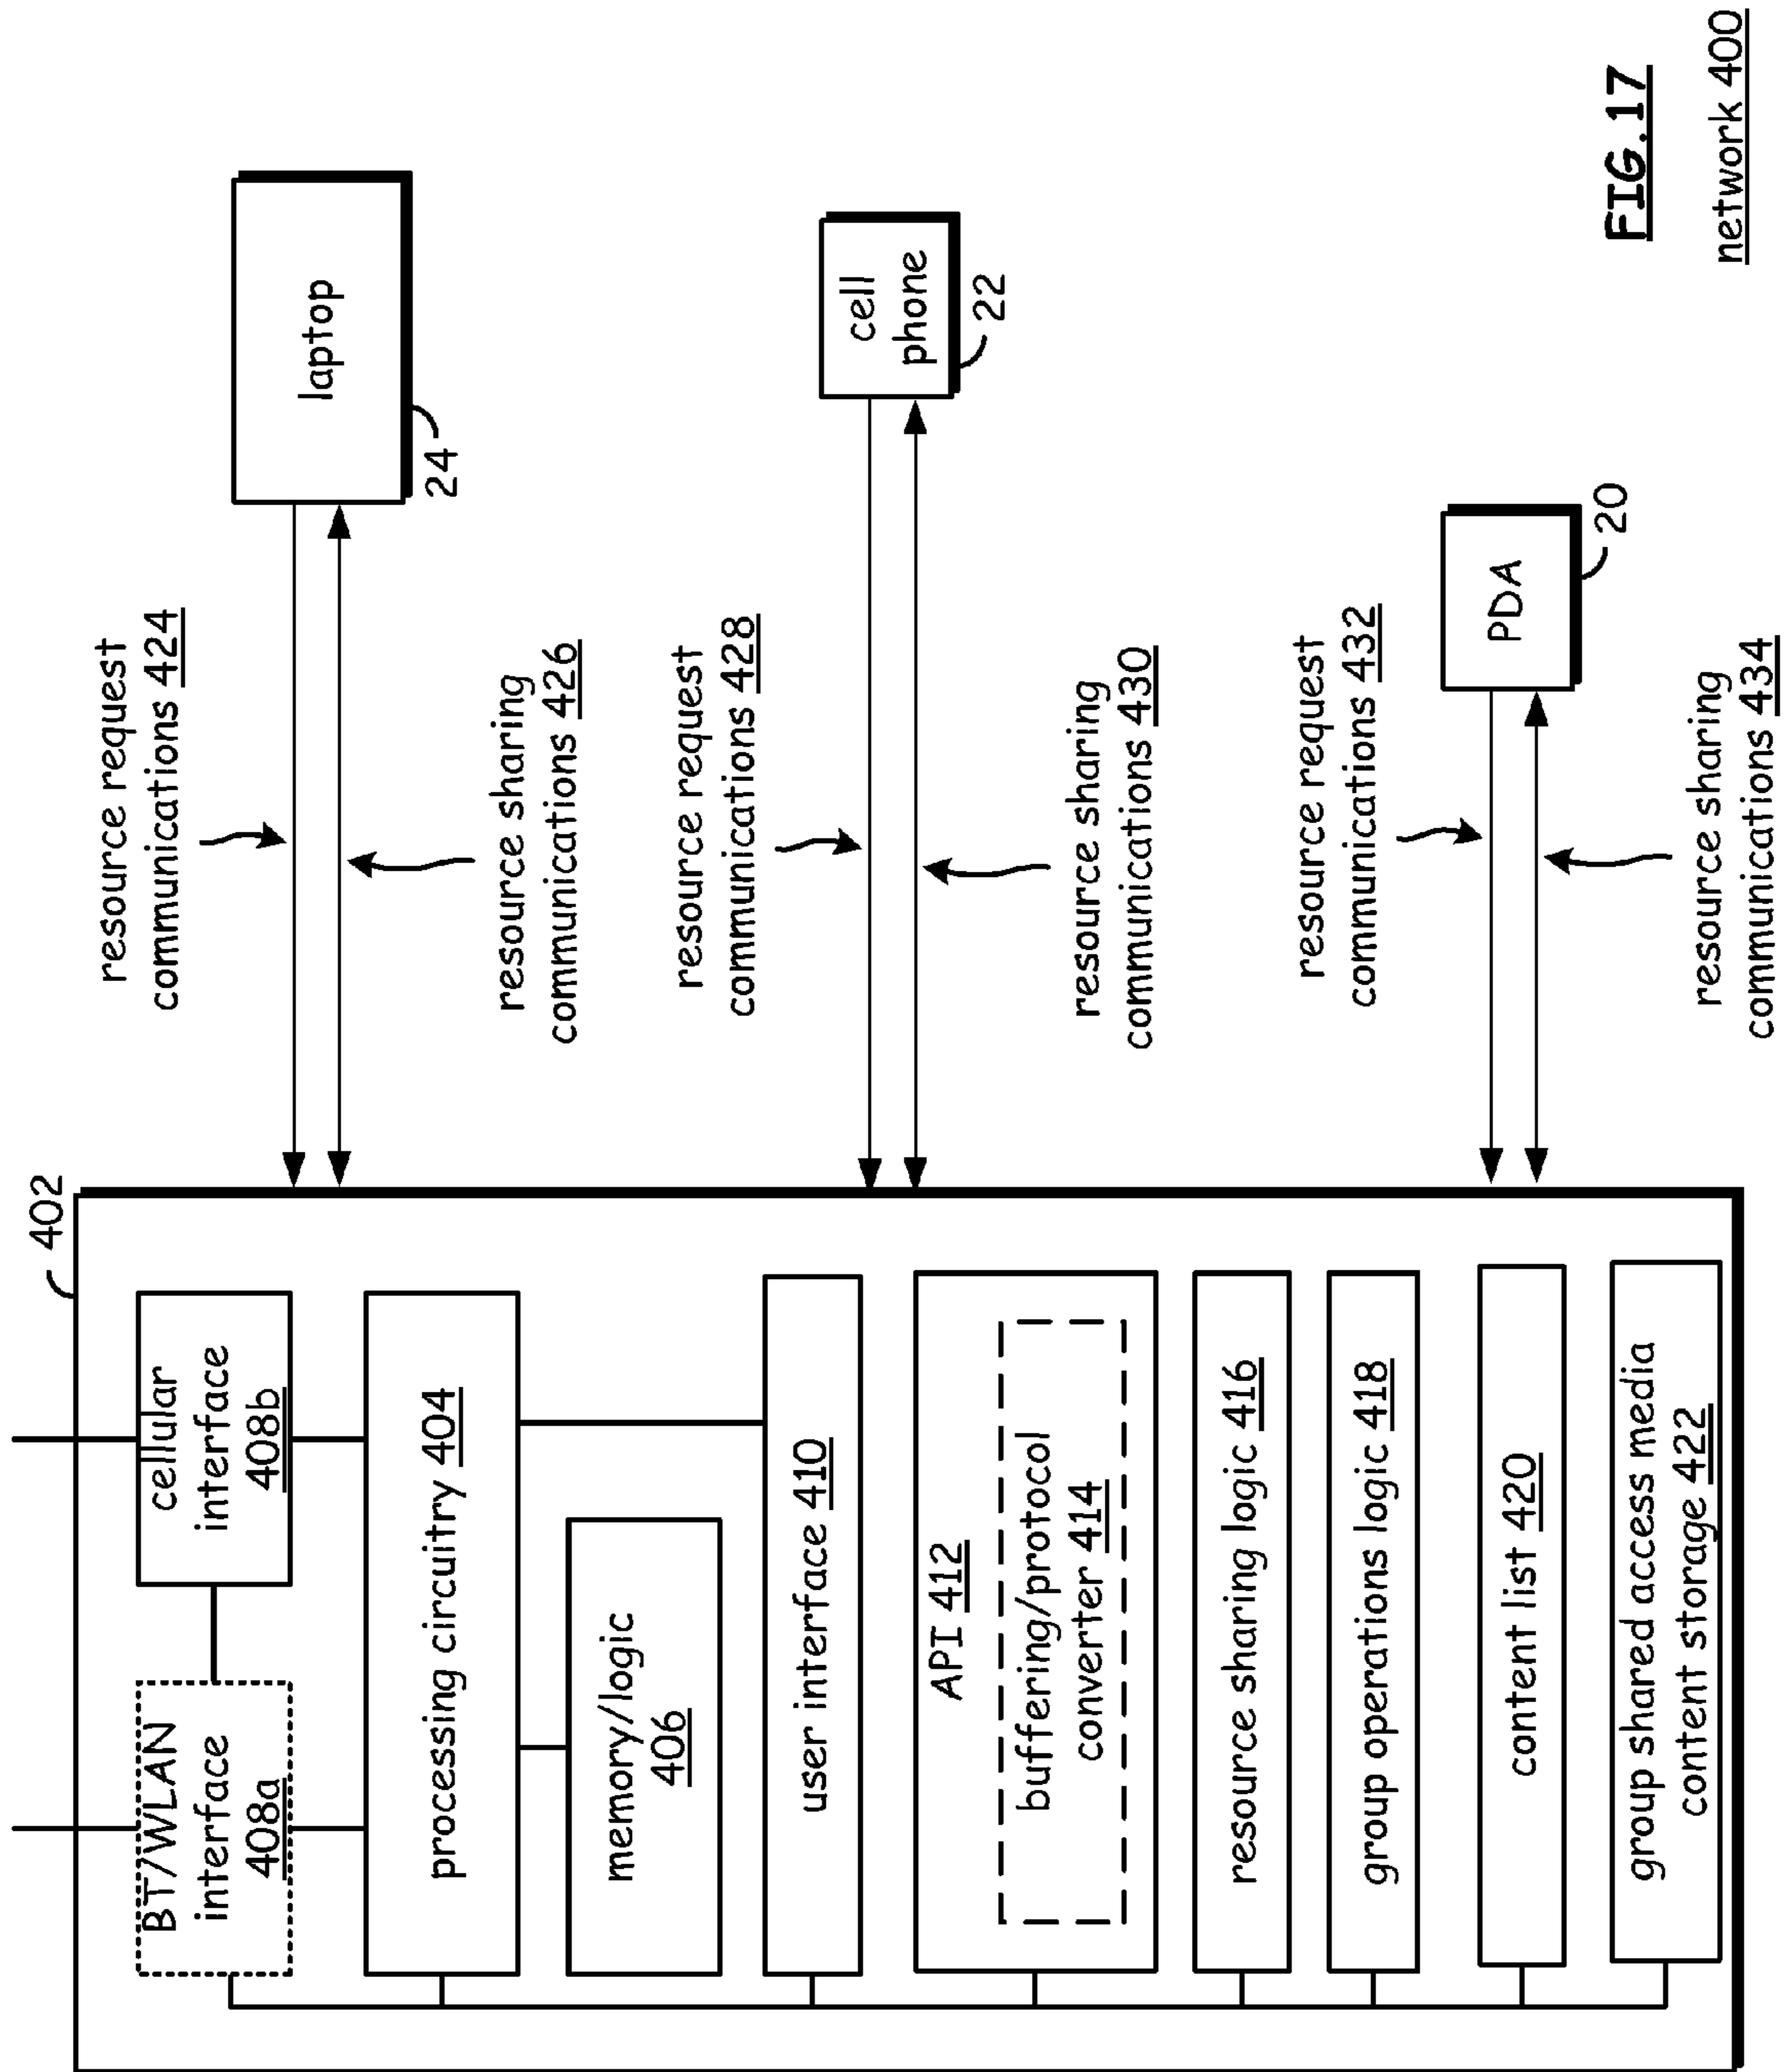 402
BT/WLAN
interface
408a
cellular
interface
408b
processing circuitry 404
memory/logic
406
user interface 410
API 412
buffering/protocol
converter 414
resource sharing logic 416
group operations logic 418
content list 420
group shared access media
content storage 422
resource request
communications 424
resource sharing
communications 426
laptop
24
resource request
communications 428
resource sharing
communications 430
cell
phone
22
resource request
communications 432
resource sharing
communications 434
PDA
20
FIG. 17
network 400